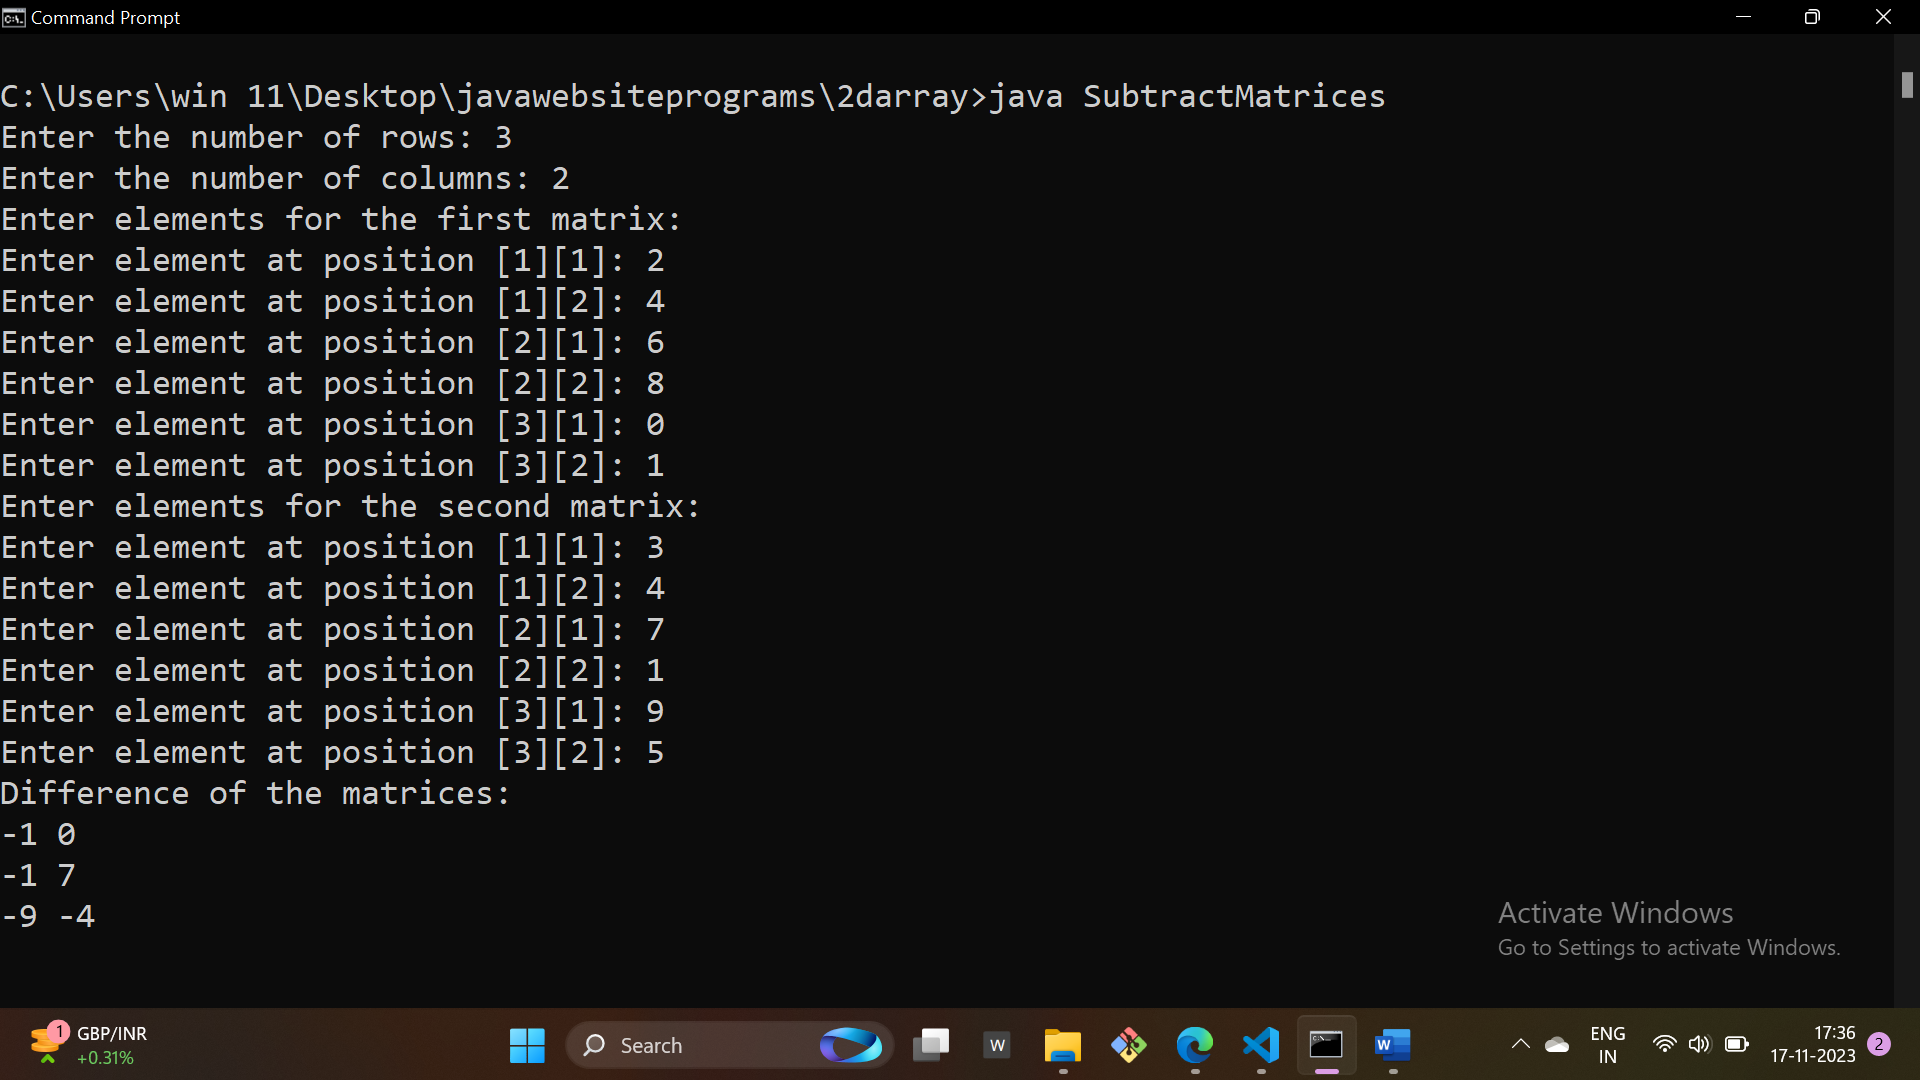 Command Prompt
C:\Users\win 11\Desktop\javawebsiteprograms\2darray>java SubtractMatrices
Enter the number of rows: 3
Enter the number of columns: 2
Enter elements for the first matrix:
Enter element at position [1][1]: 2
Enter element at position [1][2]: 4
Enter element at position [2][1]: 6
Enter element at position [2][2]: 8
Enter element at position [3][1]: 0
Enter element at position [3][2]: 1
Enter elements for the second matrix:
Enter element at position [1][1]: 3
Enter element at position [1][2]: 4
Enter element at position [2][1]: 7
Enter element at position [2][2]: 1
Enter element at position [3][1]: 9
Enter element at position [3][2]: 5
Difference of the matrices:
-1 0
-1 7
-9 -4
Activate Windows
Go to Settings to activate Windows.
1
GBP/INR
+0.31%
Search
W
W
ENG
IN
17:36
17-11-2023
2